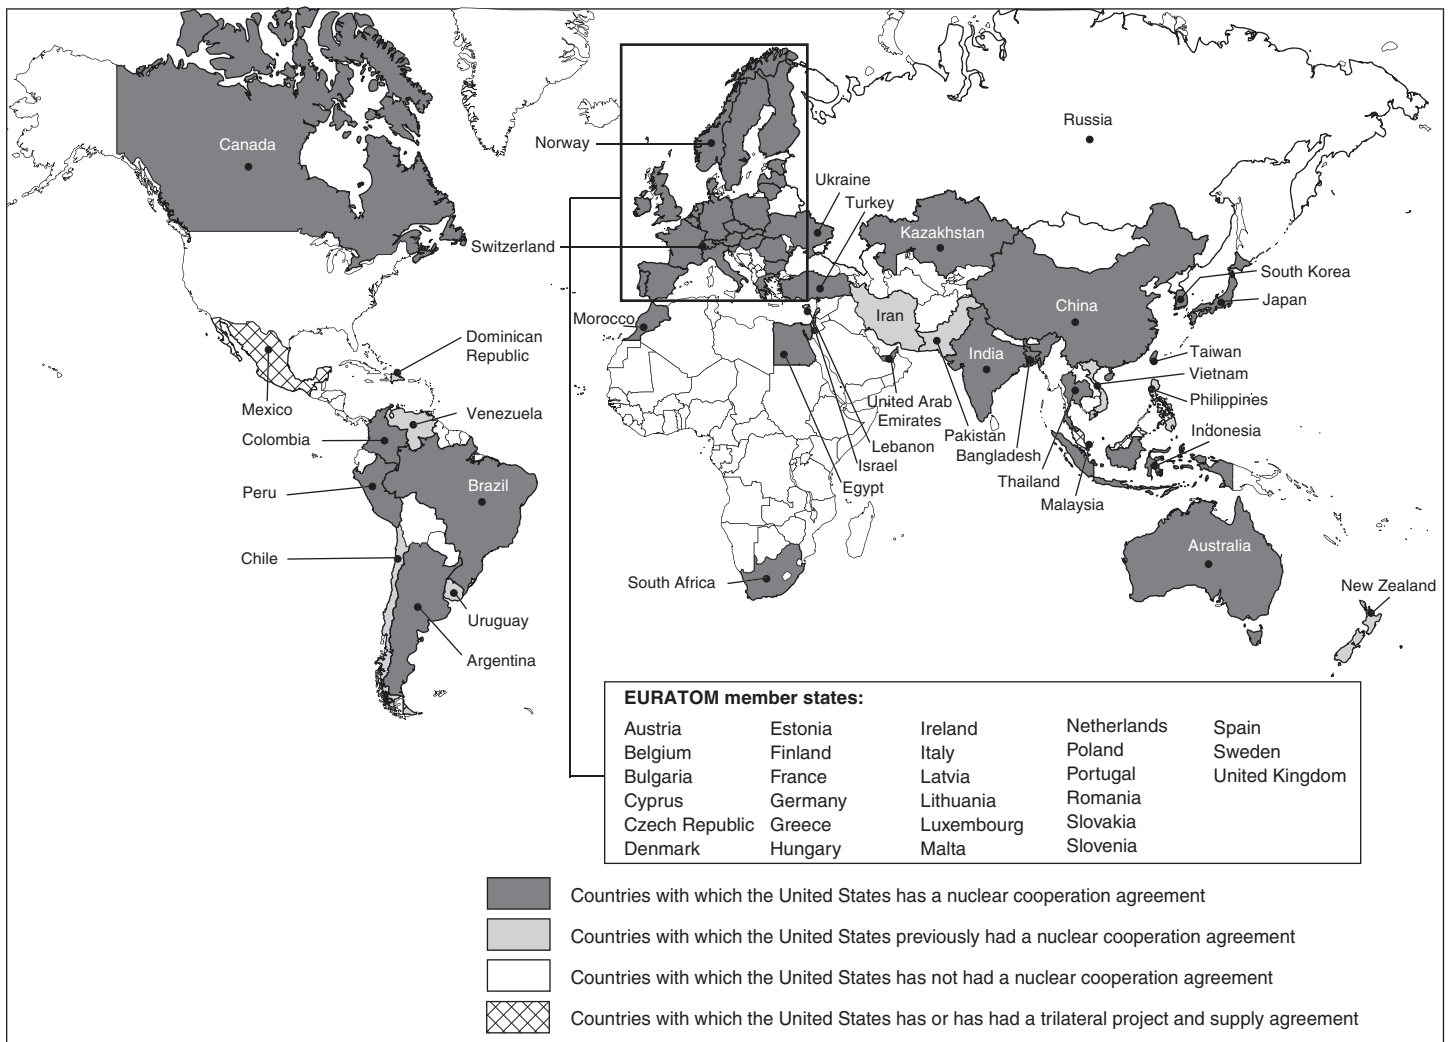 Canada
Russia
Norway
Ukraine
Turkey
Switzerland
Kazakhstan
South Korea
Japan
China
Iran
Morocco
Dominican
Republic
India
Taiwan
Vietnam
Mexico
Venezuela
United Arab
Emirates
Philippines
Colombia
Lebanon
Pakistan
Bangladesh
Indonesia
Israel
Egypt
Thailand
Malaysia
Peru
Brazil
Chile
South Africa
Australia
New Zealand
Uruguay
Argentina
EURATOM member states:
Austria
Belgium
Bulgaria
Cyprus
Czech Republic
Denmark
Estonia
Finland
France
Germany
Greece
Hungary
Ireland
Italy
Latvia
Lithuania
Luxembourg
Malta
Netherlands
Poland
Portugal
Romania
Slovakia
Slovenia
Spain
Sweden
United Kingdom
Countries with which the United States has a nuclear cooperation agreement
Countries with which the United States previously had a nuclear cooperation agreement
Countries with which the United States has not had a nuclear cooperation agreement
Countries with which the United States has or has had a trilateral project and supply agreement